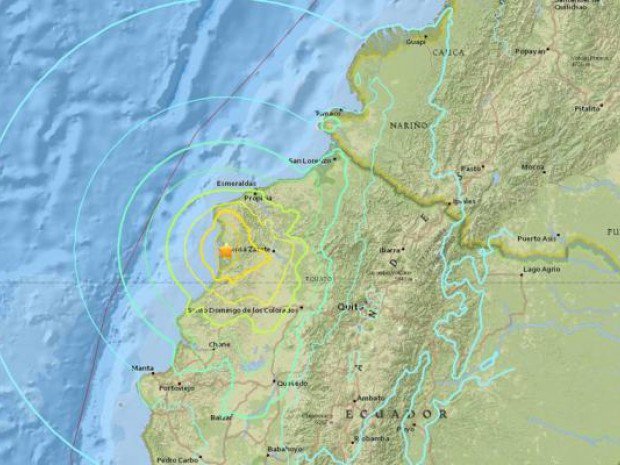 Guapi
CAUCA
Popayan
Pitalito
Tumaco
NARIÑO
San Lorenzo
Pasto
Mocoa
Esmeraldas
Propicia
Ipiales
Puerto Asis
Rosa Zarate
Ibarra
Lago Agrio
Quito
Santo Domingo de los Colorados
Chone
Manta
Portoviejo
Quevedo
Ambato
Balzar
ECUADOR
Riobamba
Babahoyo
Pedro Carbo